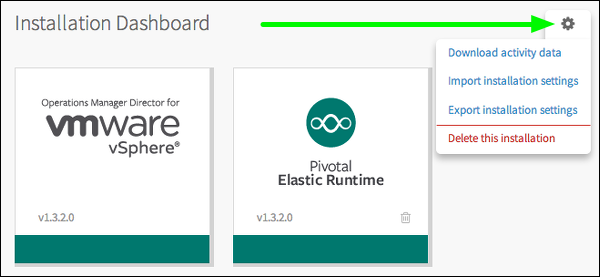 Installation Dashboard
Download activity data
Import installation settings
Export installation settings
Delete this installation
Operations Manager Director for
vmware
vSphere®
v1.3.2.0
Pivotal
Elastic Runtime
v1.3.2.0